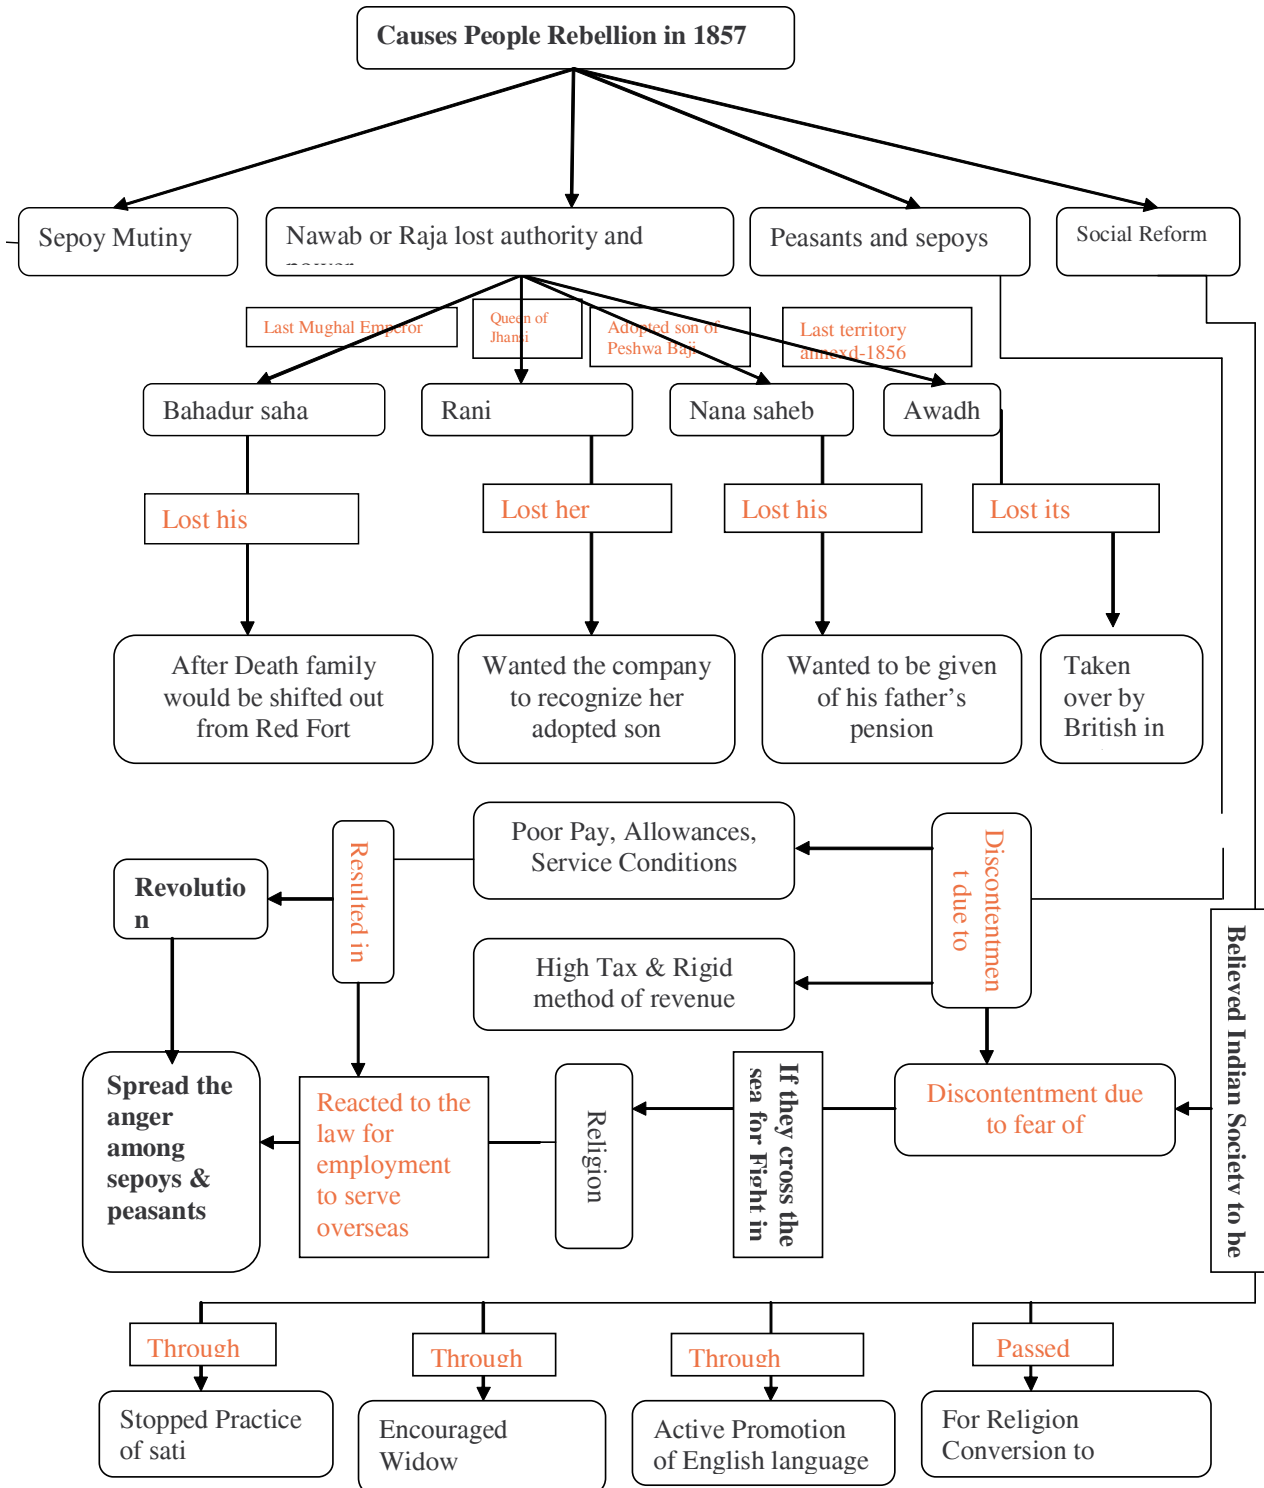 Causes People Rebellion in 1857
Sepoy Mutiny
Nawab or Raja lost authority and
Peasants and sepoys
Social Reform
Last Mughal Emperor
Queen of
Jhansi
Adopted son of
Peshwa Baji
Last territory
annexd-1856
Bahadur saha
Rani
Nana saheb
Awadh
Lost his
Lost her
Lost his
Lost its
After Death family
would be shifted out
from Red Fort
Wanted the company
to recognize her
adopted son
Wanted to be given
of his father’s
pension
Taken
over by
British in
Poor Pay, Allowances,
Service Conditions
Discontentmen
t due to
Resulted in
Revolutio
n
High Tax & Rigid
method of revenue
Believed Indian Society to be
Spread the
anger
among
sepoys &
peasants
Reacted to the
law for
employment
to serve
overseas
Religion
If they cross the
sea for Fight in
Discontentment due
to fear of
Through
Through
Through
Passed
Stopped Practice
of sati
Encouraged
Widow
Active Promotion
of English language
For Religion
Conversion to